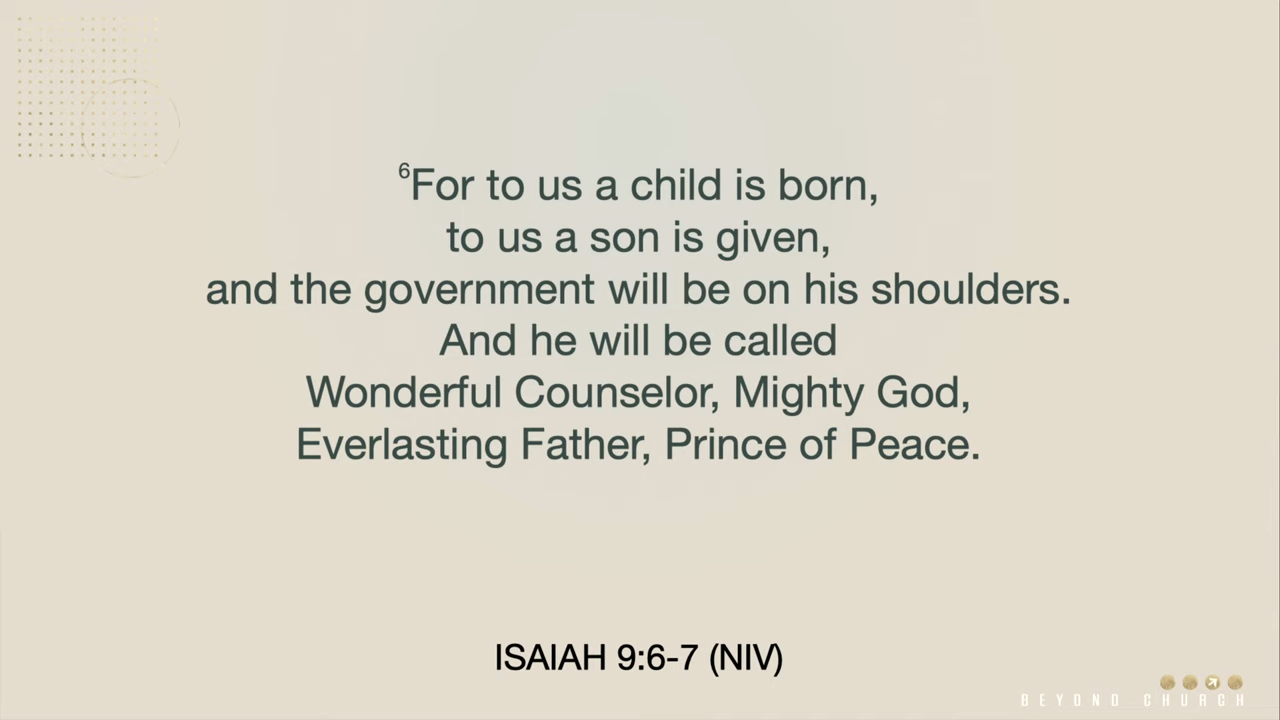 ⁶For to us a child is born,
to us a son is given,
and the government will be on his shoulders.
And he will be called
Wonderful Counselor, Mighty God,
Everlasting Father, Prince of Peace.
ISAIAH 9:6-7 (NIV)
BEYOND CHURCH